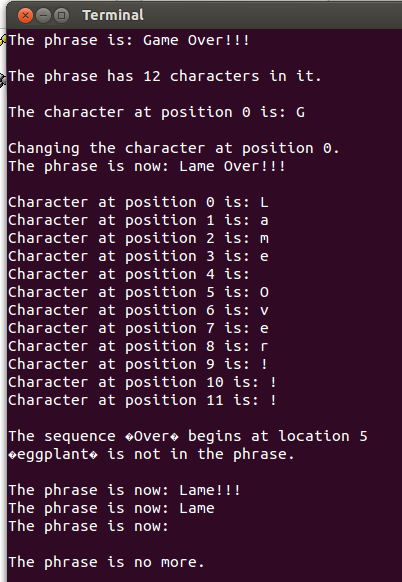 Terminal
The phrase is: Game Over!!!
The phrase has 12 characters in it.
The character at position 0 is: G
Changing the character at position 0.
The phrase is now: Lame Over!!!
Character at position 0 is: L
Character at position 1 is: a
Character at position 2 is: m
Character at position 3 is: e
Character at position 4 is:
Character at position 5 is: O
Character at position 6 is: v
Character at position 7 is: e
Character at position 8 is: r
Character at position 9 is: !
Character at position 10 is: !
Character at position 11 is: !
The sequence �Over� begins at location 5
�eggplant� is not in the phrase.
The phrase is now: Lame!!!
The phrase is now: Lame
The phrase is now:
The phrase is no more.